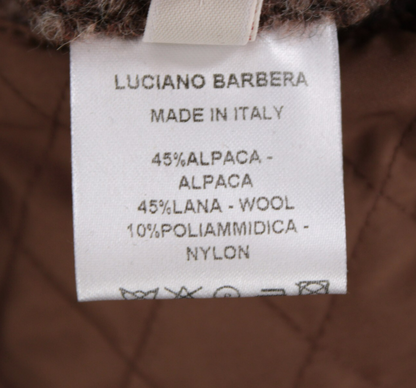 LUCIANO BARBERA
MADE IN ITALY
45%ALPACA -
ALPACA
45%LANA - WOOL
10%POLIAMMIDICA -
NYLON